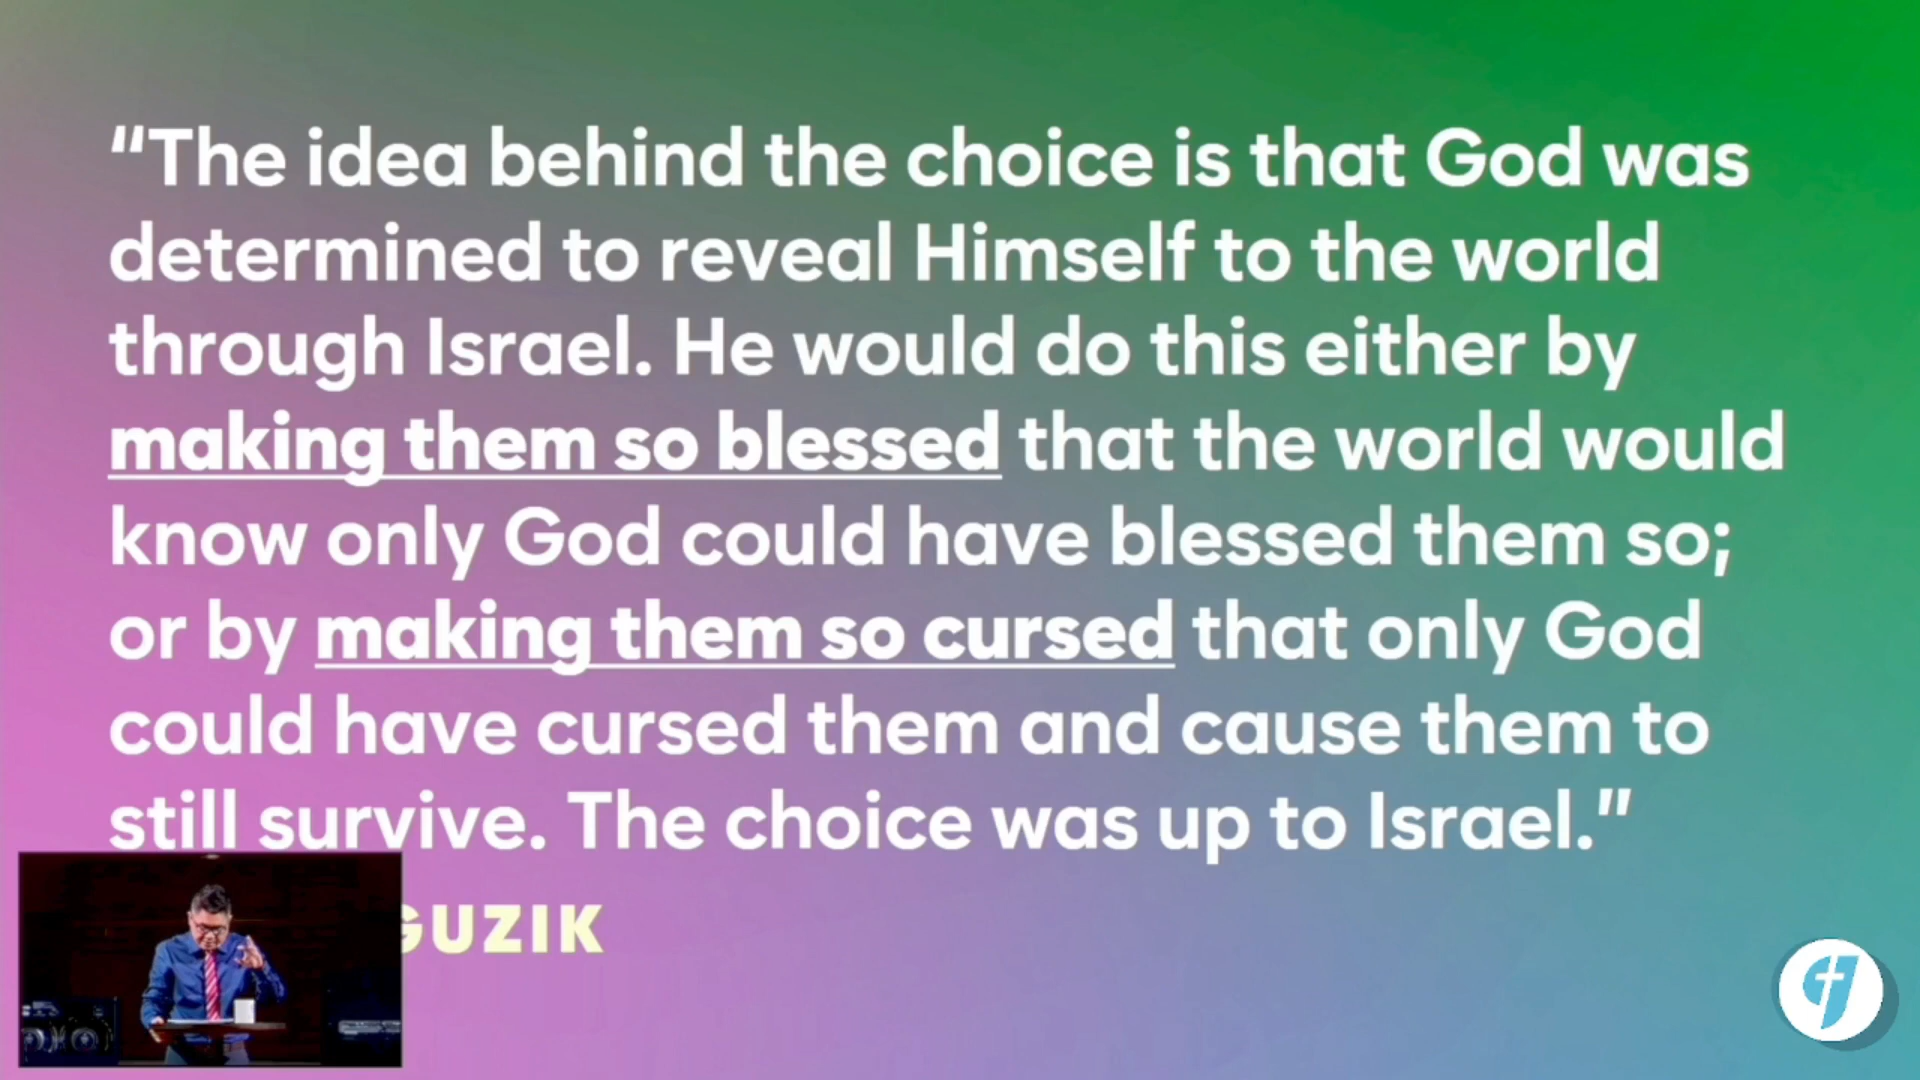 “The idea behind the choice is that God was
determined to reveal Himself to the world
through Israel. He would do this either by
making them so blessed that the world would
know only God could have blessed them so;
or by making them so cursed that only God
could have cursed them and cause them to
still survive. The choice was up to Israel.”
GUZIK